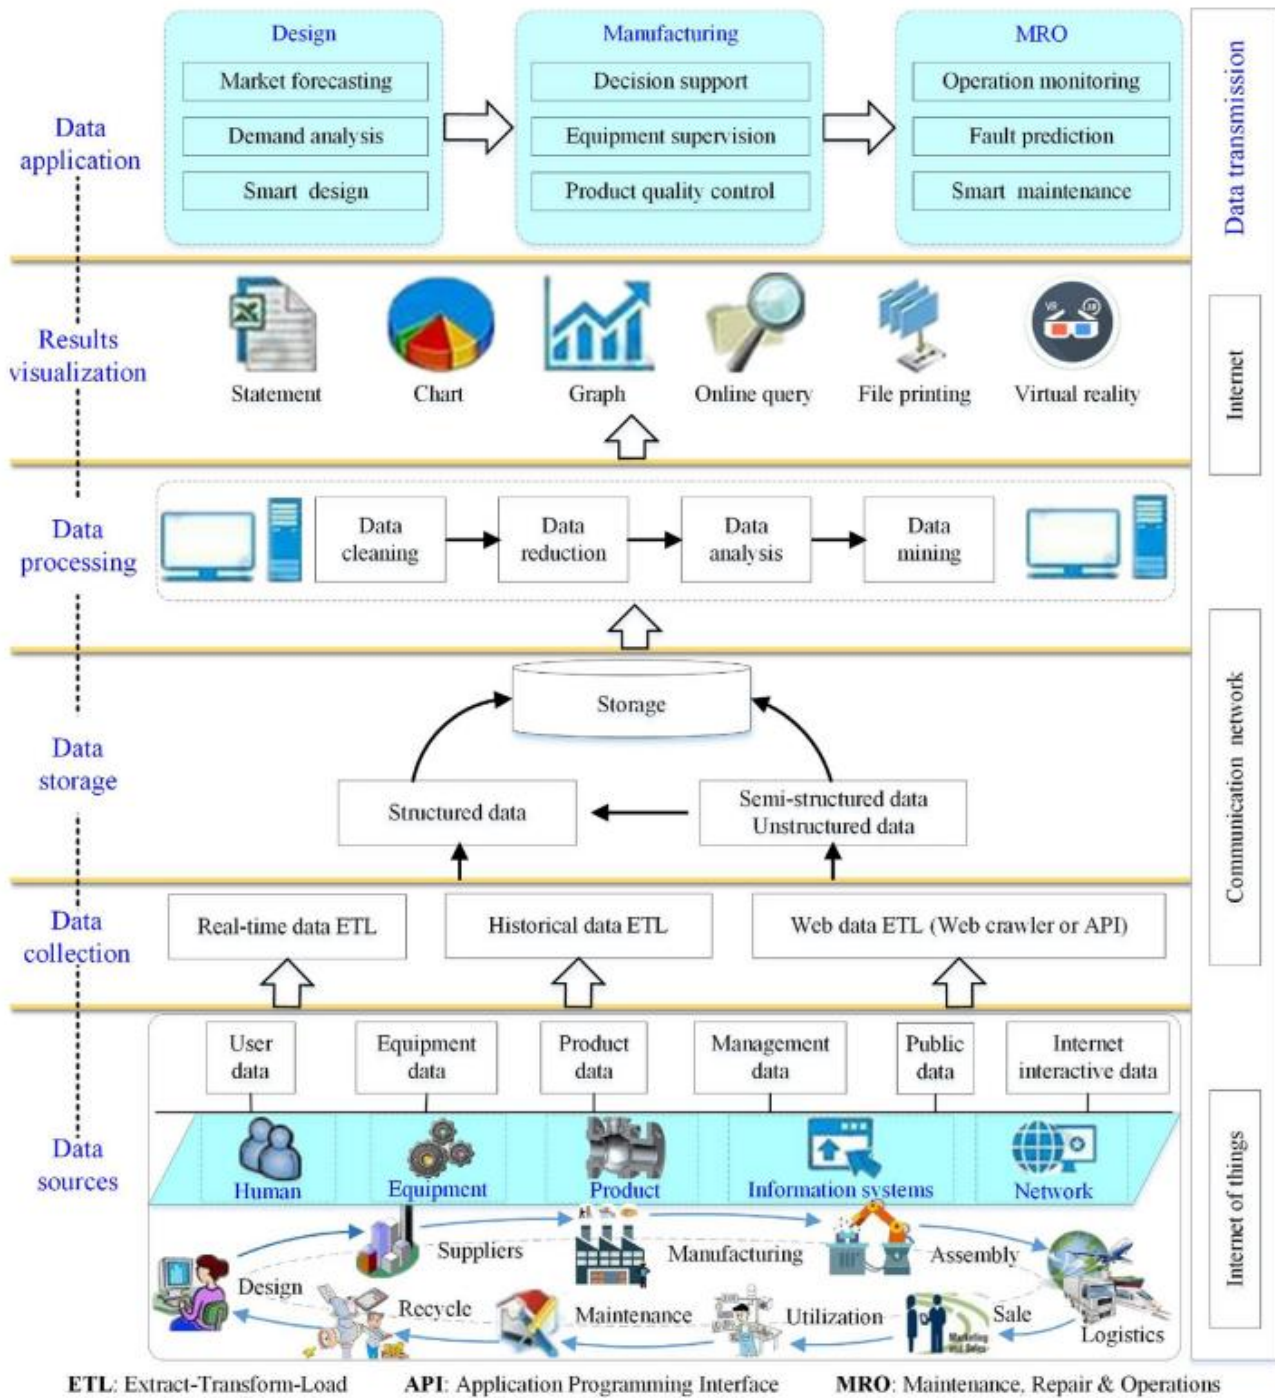 Design
Manufacturing
MRO
Market forecasting
Decision support
Operation monitoring
Data
application
Demand analysis
Equipment supervision
Fault prediction
Smart design
Product quality control
Smart maintenance
Data transmission
Results
visualization
VR
Statement
Chart
Graph
Online query
File printing
Virtual reality
Internet
Data
processing
Data
cleaning
Data
reduction
Data
analysis
Data
mining
Data
storage
Storage
Structured data
Semi-structured data
Unstructured data
Communication network
Data
collection
Real-time data ETL
Historical data ETL
Web data ETL (Web crawler or API)
Data
sources
User
data
Equipment
data
Product
data
Management
data
Public
data
Internet
interactive data
Human
Equipment
Product
Information systems
Network
Internet of things
Suppliers
Manufacturing
Assembly
Design
Recycle
Maintenance
Utilization
Sale
Logistics
Marketing
ETL: Extract-Transform-Load
API: Application Programming Interface
MRO: Maintenance, Repair & Operations